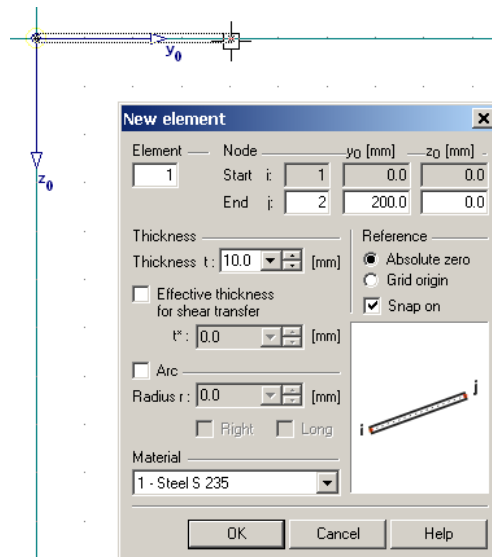 y0
z0
New element
Element Node y0 [mm] z0 [mm]
1 Start i: 1 0.0 0.0
End j: 2 200.0 0.0
Thickness Reference
Thickness t: 10.0 [mm] Absolute zero
Grid origin
Effective thickness
for shear transfer Snap on
t*: 0.0 [mm]
Arc
Radius r: 0.0 [mm]
Right Long
i j
Material
1 - Steel S 235
OK Cancel Help